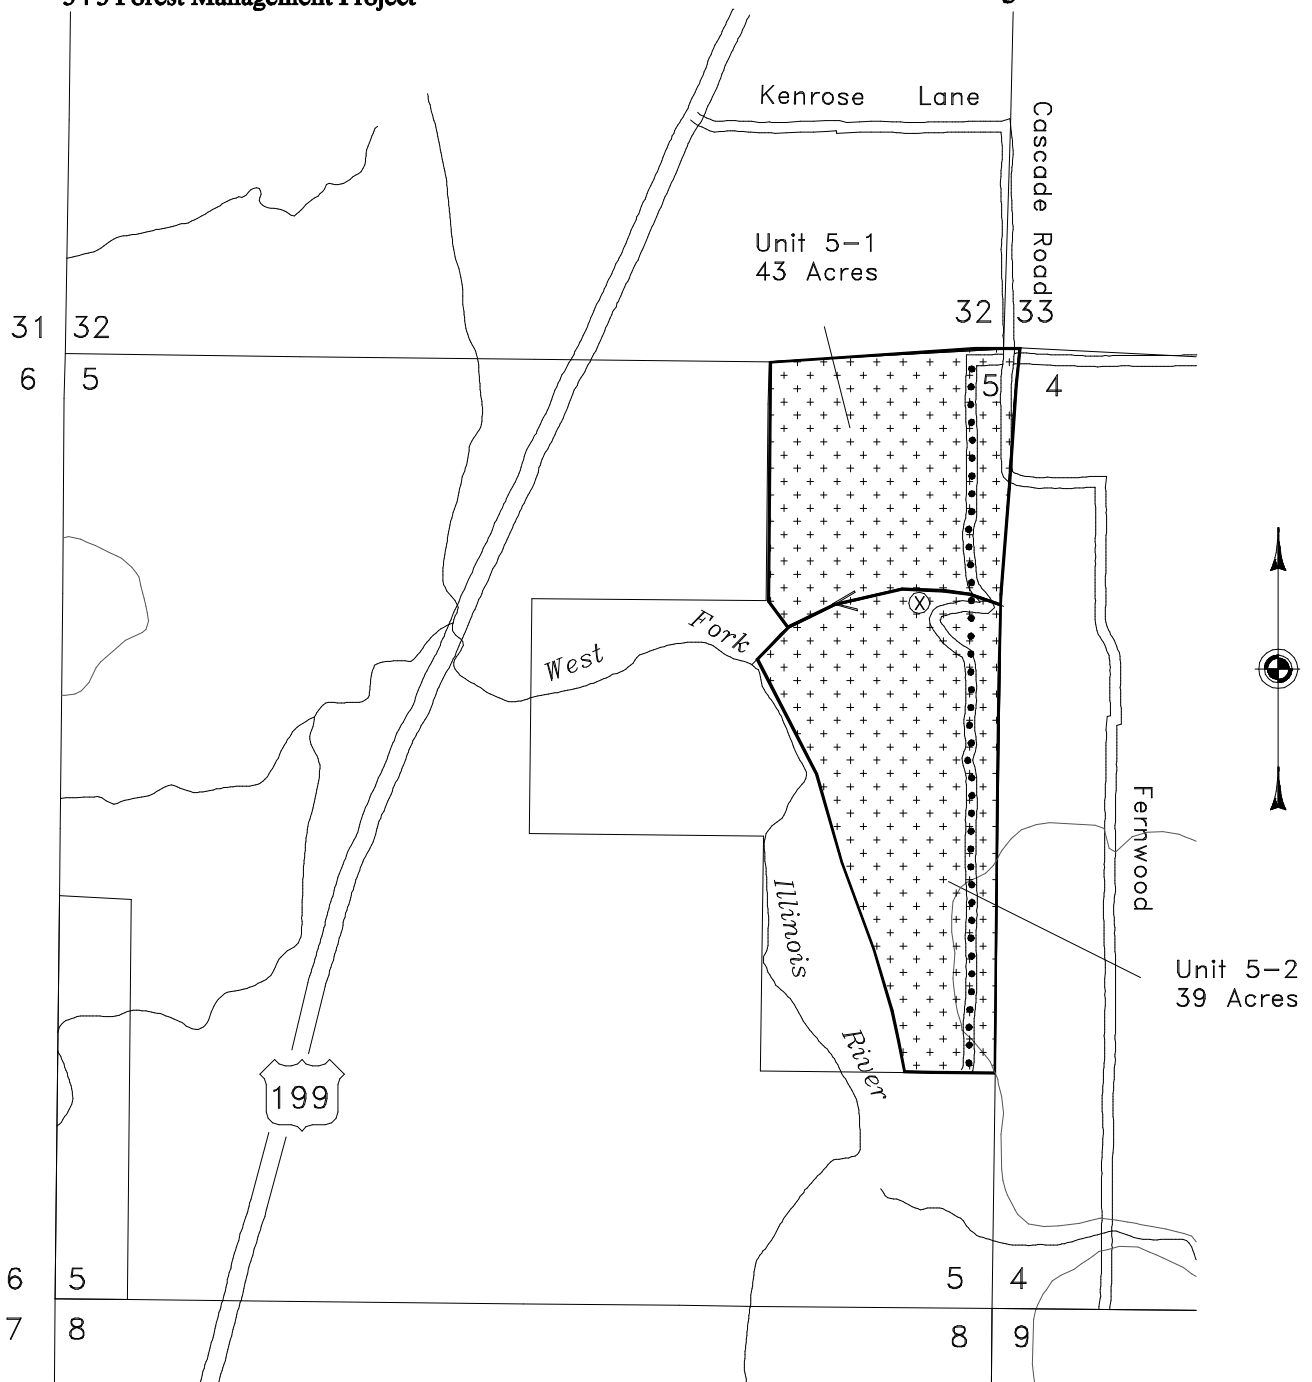 Forest Management Project
Kenrose Lane
Cascade Road
Unit 5-1
43 Acres
32 33
31 32
6 5
5 4
X
West Fork
Illinois
River
Fernwood
Unit 5-2
39 Acres
199
6 5
5 4
7 8
8 9